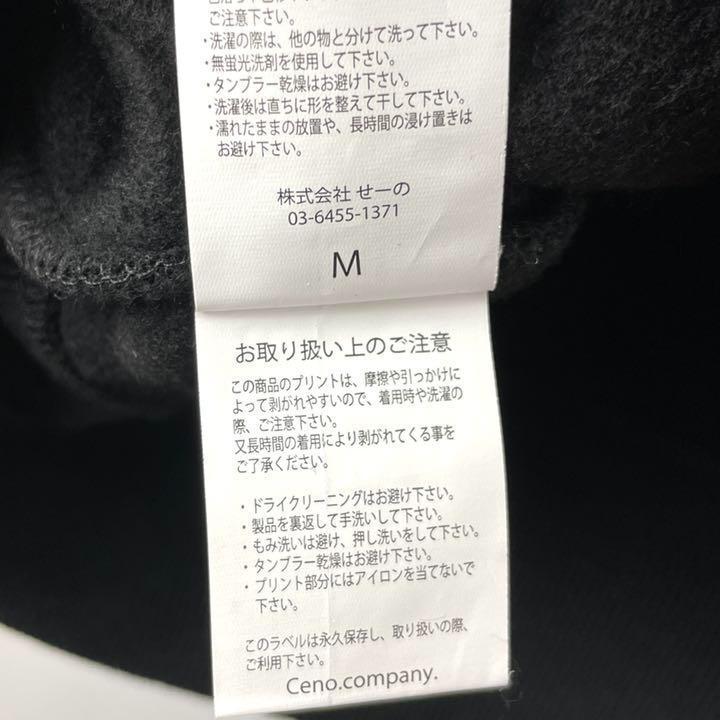 ご注意下さい。
・洗濯の際は、他の物と分けて洗って下さい。
・無蛍光洗剤を使用して下さい。
・タンブラー乾燥はお避け下さい。
・洗濯後は直ちに形を整えて干して下さい。
・濡れたままの放置や、長時間の浸け置きは
お避け下さい。
株式会社 せーの
03-6455-1371
M
お取り扱い上のご注意
この商品のプリントは、摩擦や引っかけに
よって剥がれやすいので、着用時や洗濯の
際、ご注意下さい。
又長時間の着用により剥がれてくる事を
ご了承ください。
・ドライクリーニングはお避け下さい。
・製品を裏返して手洗いして下さい。
・もみ洗いは避け、押し洗いをして下さい。
・タンブラー乾燥はお避け下さい。
・プリント部分にはアイロンを当てないで
下さい。
このラベルは永久保存し、取り扱いの際、
ご利用下さい。
Ceno.company.